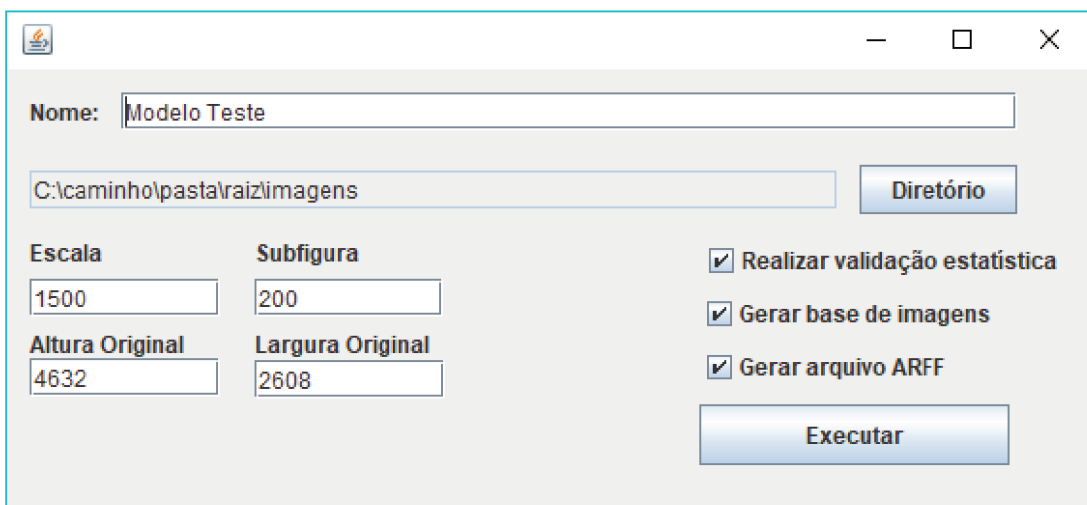 Nome: Modelo Teste
C:\caminho\pasta\raiz\imagens Diretório
Escala Subfigura
1500 200
Altura Original Largura Original
4632 2608
Realizar validação estatística
Gerar base de imagens
Gerar arquivo ARFF
Executar